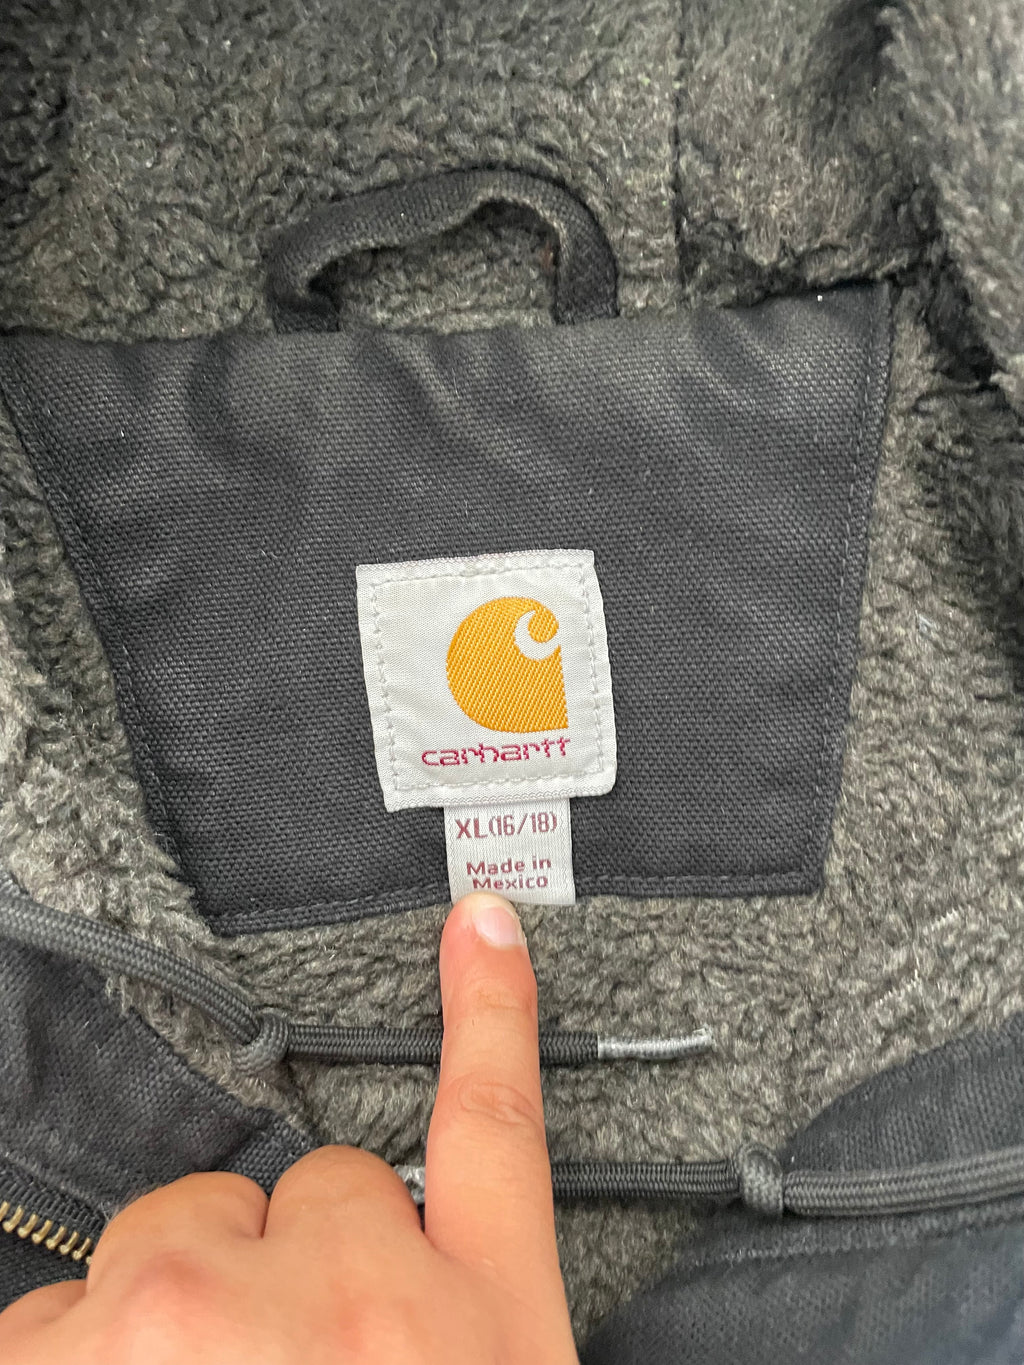 carhartt
XL(16/18)
Made in
Mexico